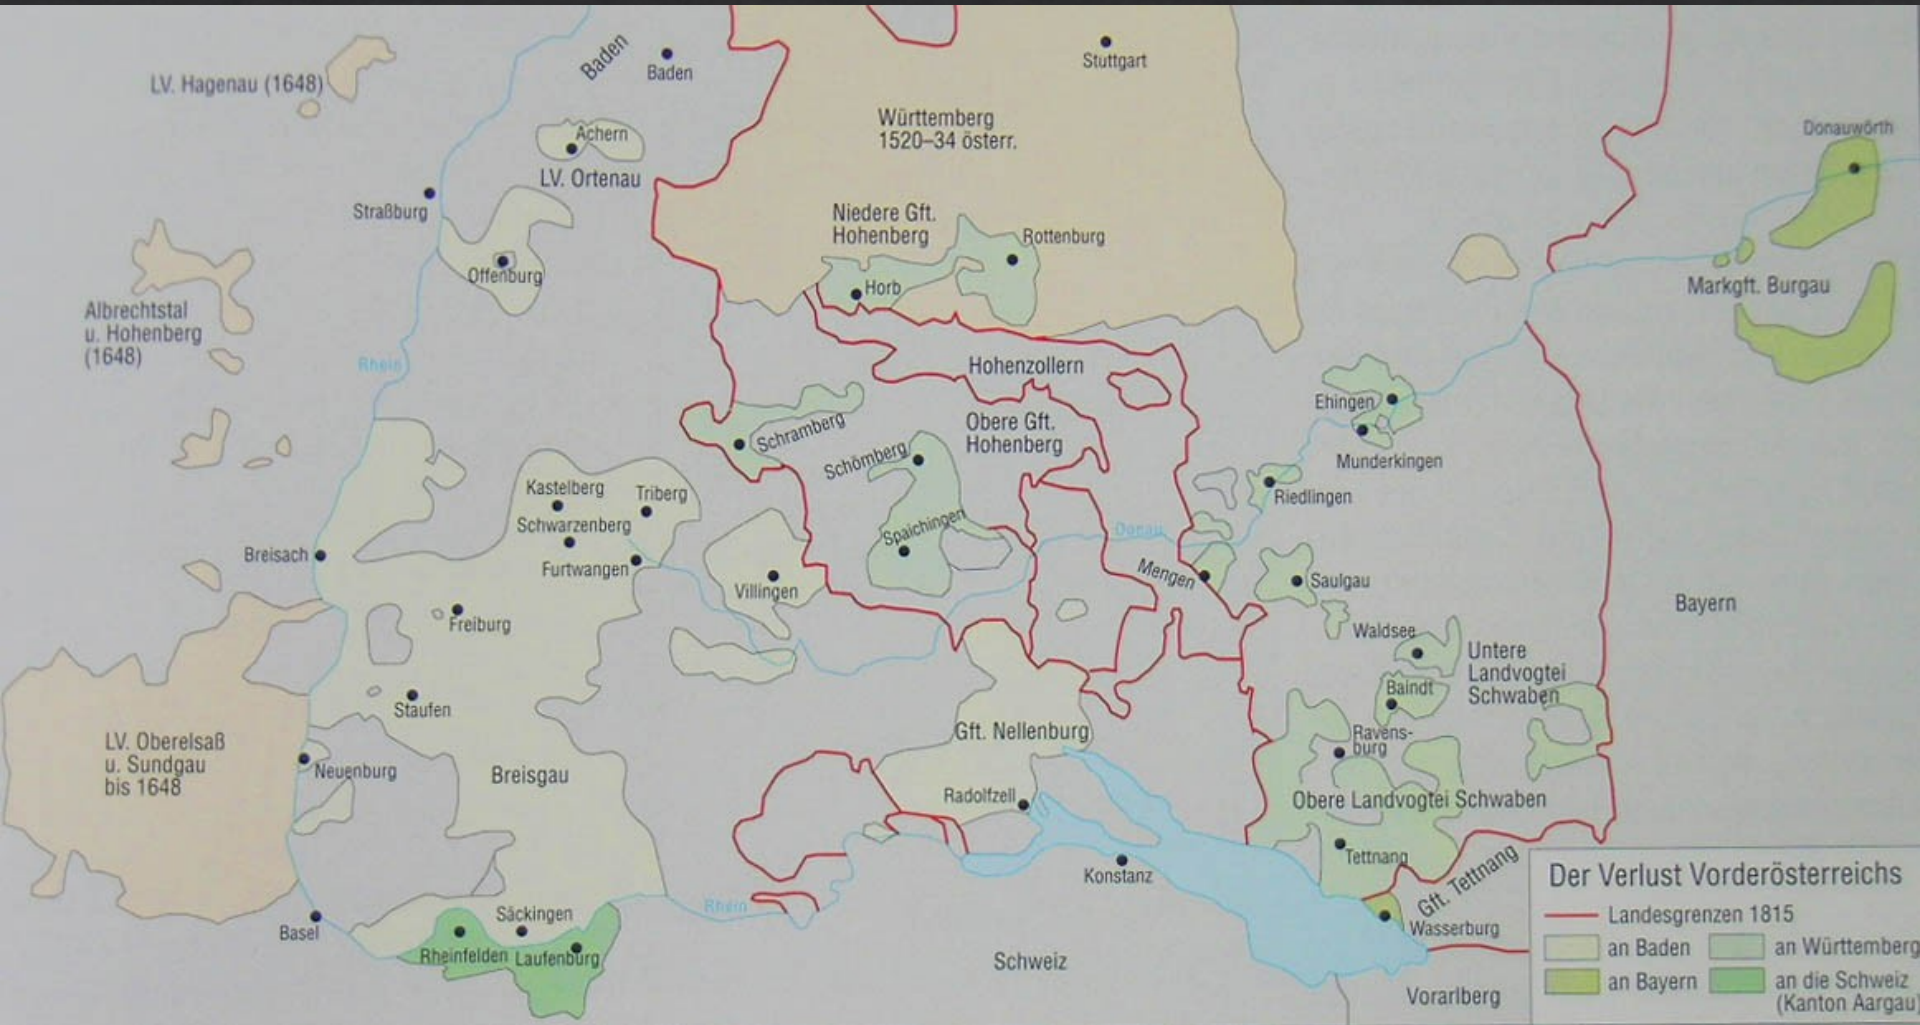 Baden
Baden
Stuttgart
LV. Hagenau (1648)
Württemberg
1520–34 österr.
Donauwörth
Achern
LV. Ortenau
Straßburg
Niedere Gft.
Hohenberg
Rottenburg
Offenburg
Horb
Markgft. Burgau
Albrechtstal
u. Hohenberg
(1648)
Rhein
Hohenzollern
Ehingen
Schramberg
Obere Gft.
Hohenberg
Schömberg
Munderkingen
Kastelberg
Triberg
Riedlingen
Schwarzenberg
Spaichingen
Donau
Breisach
Furtwangen
Villingen
Mengen
Saulgau
Bayern
Freiburg
Waldsee
Untere
Landvogtei
Schwaben
Baindt
Staufen
Gft. Nellenburg
Ravens-
burg
LV. Oberelsaß
u. Sundgau
bis 1648
Neuenburg
Breisgau
Radolfzell
Obere Landvogtei Schwaben
Tettnang
Konstanz
Gft. Tettnang
Rhein
Säckingen
Basel
Wasserburg
Rheinfelden
Laufenburg
Schweiz
Vorarlberg
Der Verlust Vorderösterreichs
Landesgrenzen 1815
an Baden
an Württemberg
an Bayern
an die Schweiz
(Kanton Aargau)